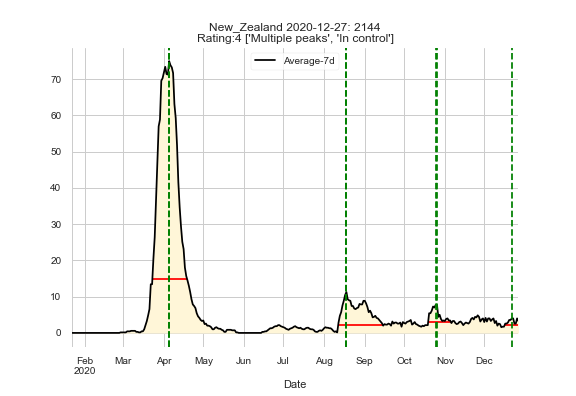 New_Zealand 2020-12-27: 2144
Rating:4 ['Multiple peaks', 'In control']
Average-7d
70
60
50
40
30
20
10
0
Feb Mar Apr May Jun Jul Aug Sep Oct Nov Dec
2020
Date